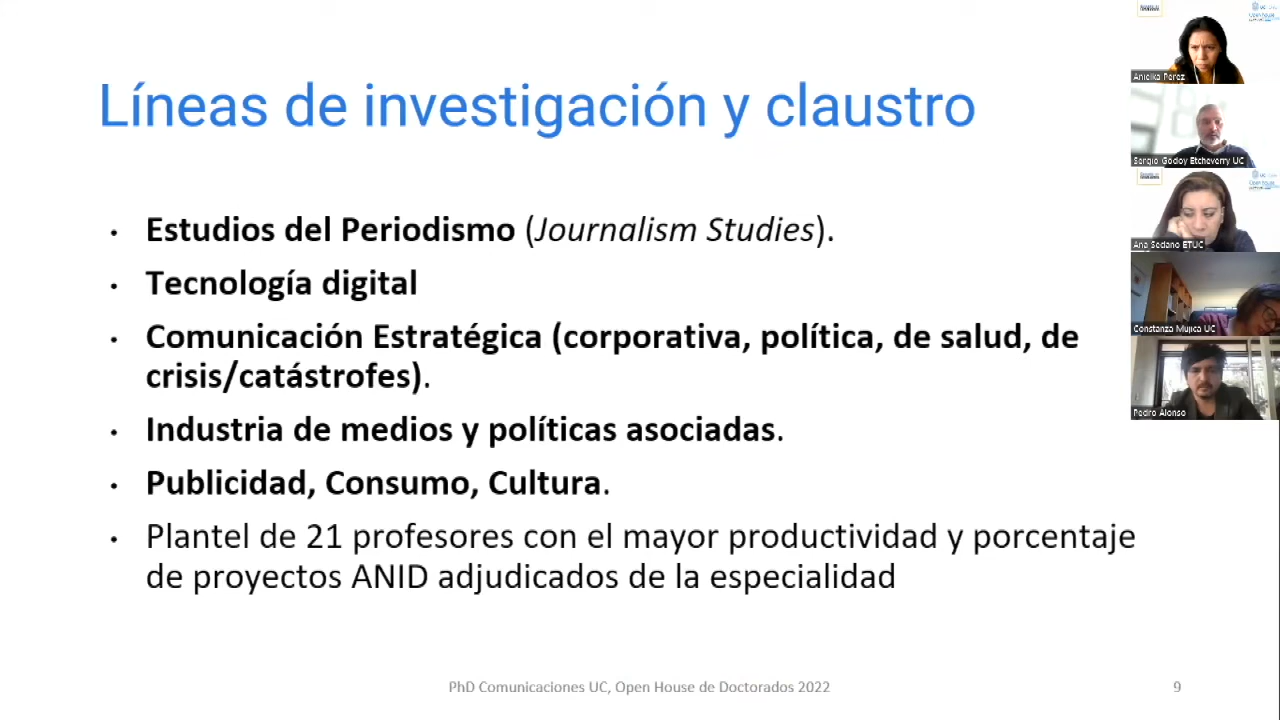 Líneas de investigación y claustro
• Estudios del Periodismo (Journalism Studies).
• Tecnología digital
• Comunicación Estratégica (corporativa, política, de salud, de
crisis/catástrofes).
• Industria de medios y políticas asociadas.
• Publicidad, Consumo, Cultura.
• Plantel de 21 profesores con el mayor productividad y porcentaje
de proyectos ANID adjudicados de la especialidad
PhD Comunicaciones UC, Open House de Doctorados 2022
9
Perez
Sergio Godoy Etcheverry UC
Ana Sedano ETUC
Constanza Mujica UC
Pedro Alonso